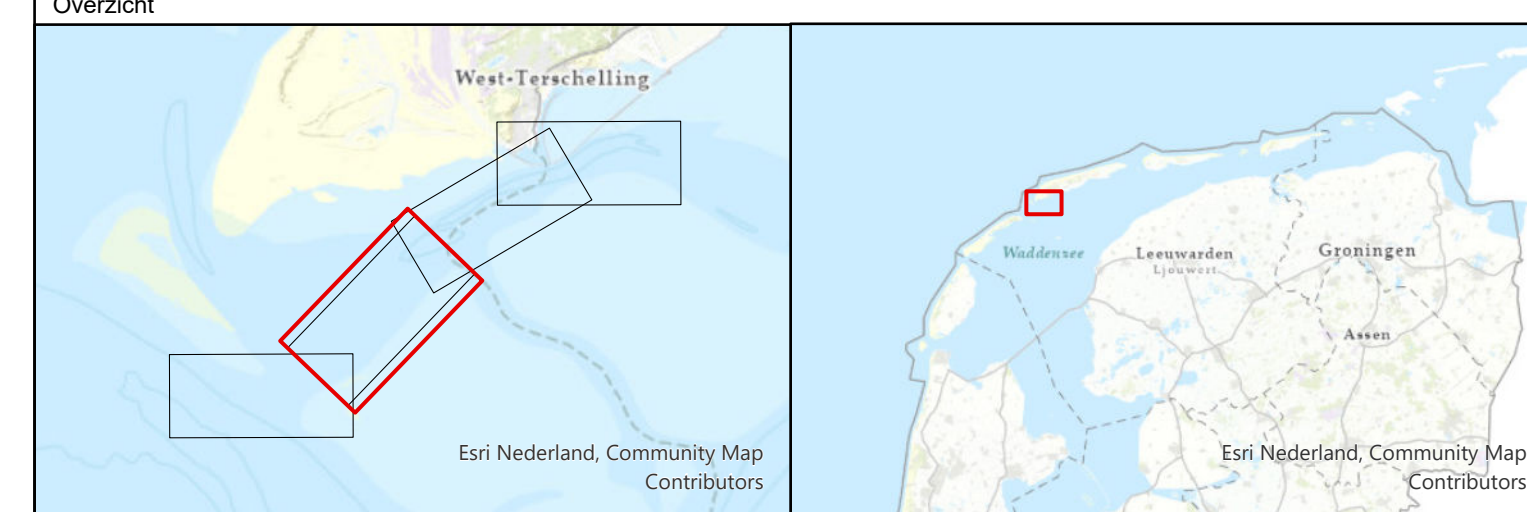 Overzicht
West-Terschelling
Esri Nederland, Community Map
Contributors
Waddenzee
Leeuwarden
Ljouwert
Groningen
Assen
Esri Nederland, Community Map
Contributors